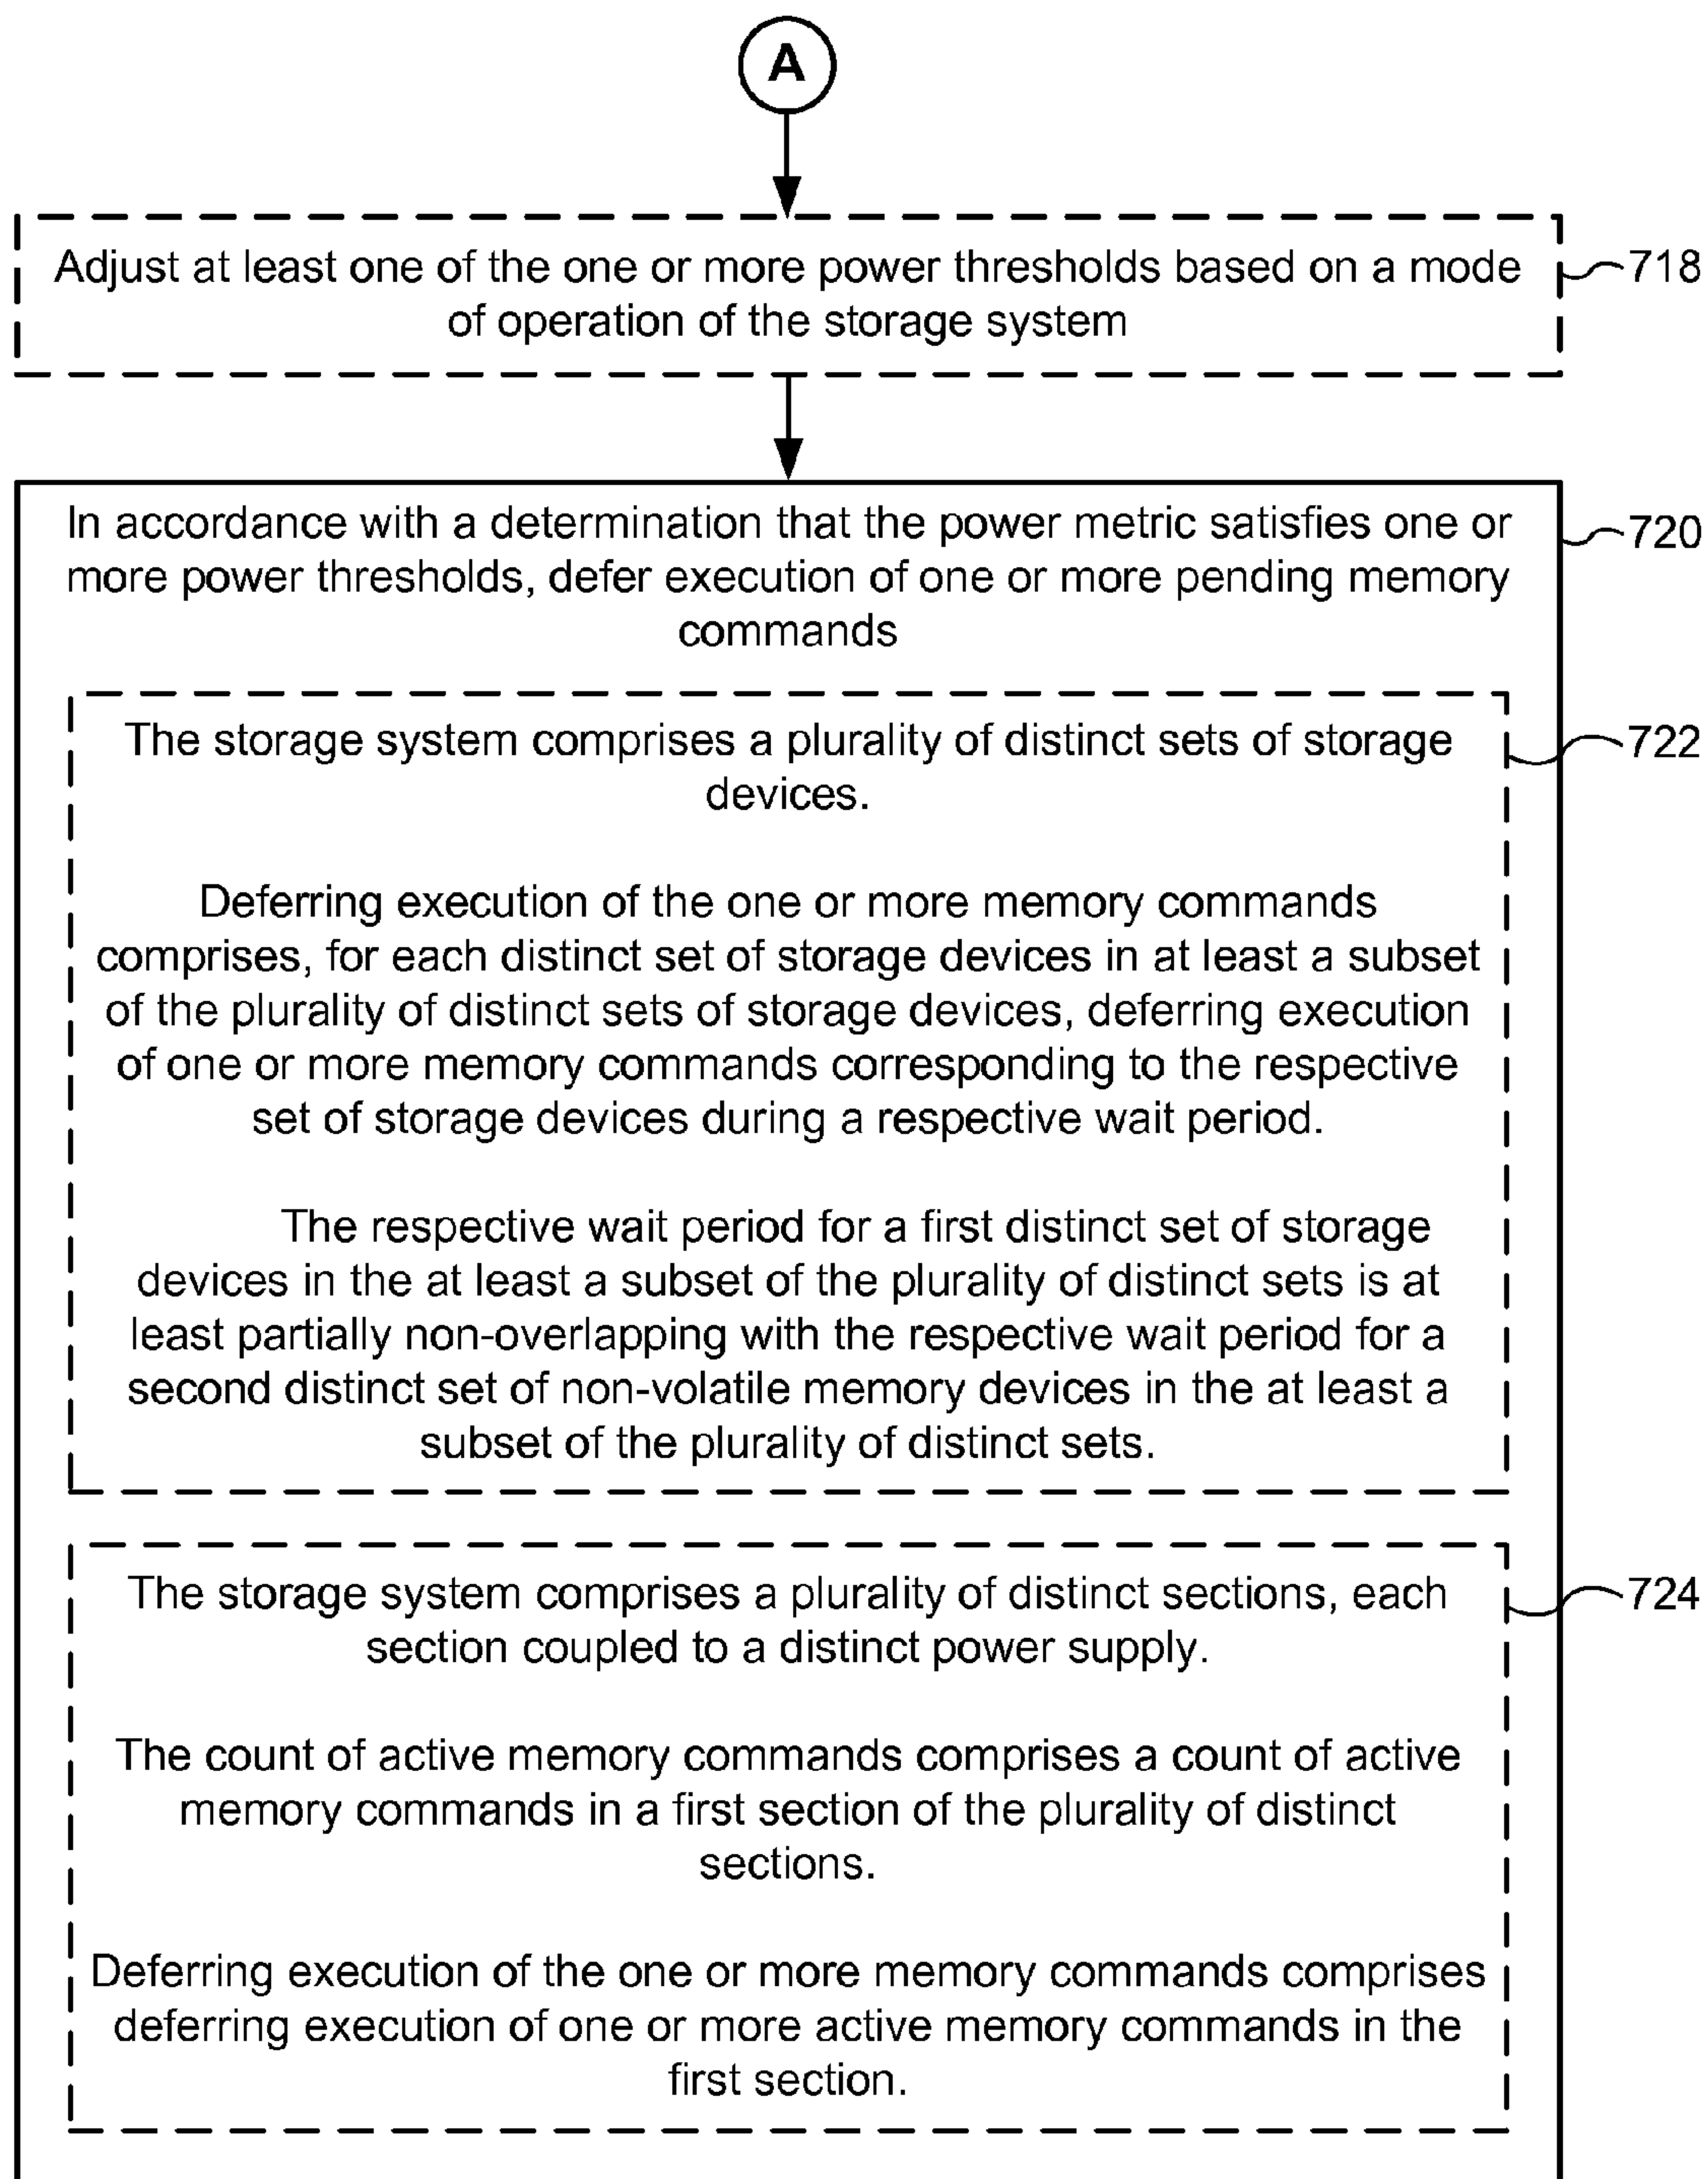 A
Adjust at least one of the one or more power thresholds based on a mode
of operation of the storage system
718
In accordance with a determination that the power metric satisfies one or
more power thresholds, defer execution of one or more pending memory
commands
720
The storage system comprises a plurality of distinct sets of storage
devices.
722
Deferring execution of the one or more memory commands
comprises, for each distinct set of storage devices in at least a subset
of the plurality of distinct sets of storage devices, deferring execution
of one or more memory commands corresponding to the respective
set of storage devices during a respective wait period.
The respective wait period for a first distinct set of storage
devices in the at least a subset of the plurality of distinct sets is at
least partially non-overlapping with the respective wait period for a
second distinct set of non-volatile memory devices in the at least a
subset of the plurality of distinct sets.
The storage system comprises a plurality of distinct sections, each
section coupled to a distinct power supply.
724
The count of active memory commands comprises a count of active
memory commands in a first section of the plurality of distinct
sections.
Deferring execution of the one or more memory commands comprises
deferring execution of one or more active memory commands in the
first section.